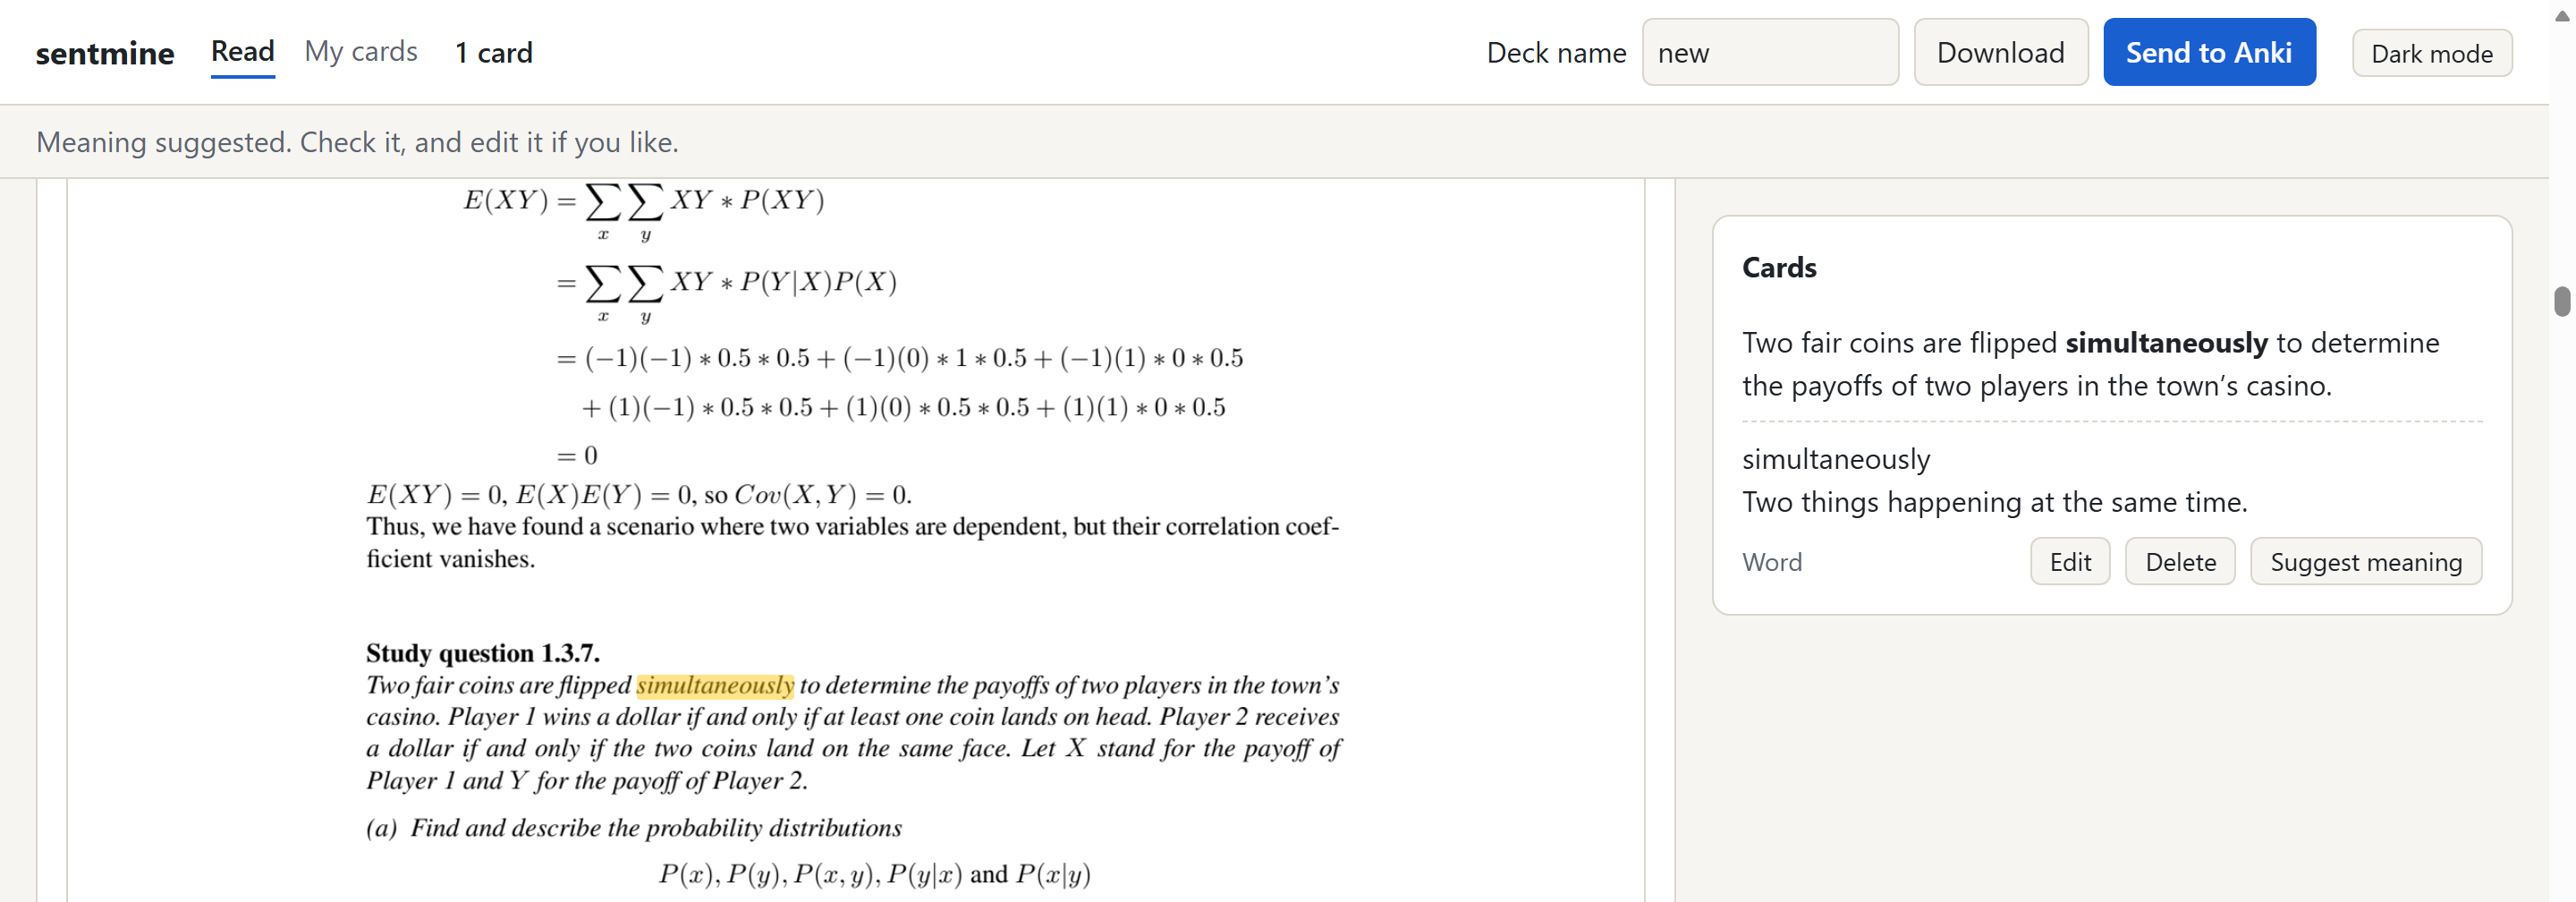 sentmine Read My cards 1 card Deck name new Download Send to Anki Dark mode
Meaning suggested. Check it, and edit it if you like.
E(XY) = ∑x ∑y XY ∗ P(XY)
= ∑x ∑y XY ∗ P(Y|X)P(X)
= (−1)(−1) ∗ 0.5 ∗ 0.5 + (−1)(0) ∗ 1 ∗ 0.5 + (−1)(1) ∗ 0 ∗ 0.5
+ (1)(−1) ∗ 0.5 ∗ 0.5 + (1)(0) ∗ 0.5 ∗ 0.5 + (1)(1) ∗ 0 ∗ 0.5
= 0
E(XY) = 0, E(X)E(Y) = 0, so Cov(X, Y) = 0.
Thus, we have found a scenario where two variables are dependent, but their correlation coef-
ficient vanishes.
Study question 1.3.7.
Two fair coins are flipped simultaneously to determine the payoffs of two players in the town’s
casino. Player 1 wins a dollar if and only if at least one coin lands on head. Player 2 receives
a dollar if and only if the two coins land on the same face. Let X stand for the payoff of
Player 1 and Y for the payoff of Player 2.
(a) Find and describe the probability distributions
P(x), P(y), P(x, y), P(y|x) and P(x|y)
Cards
Two fair coins are flipped simultaneously to determine
the payoffs of two players in the town’s casino.
simultaneously
Two things happening at the same time.
Word Edit Delete Suggest meaning